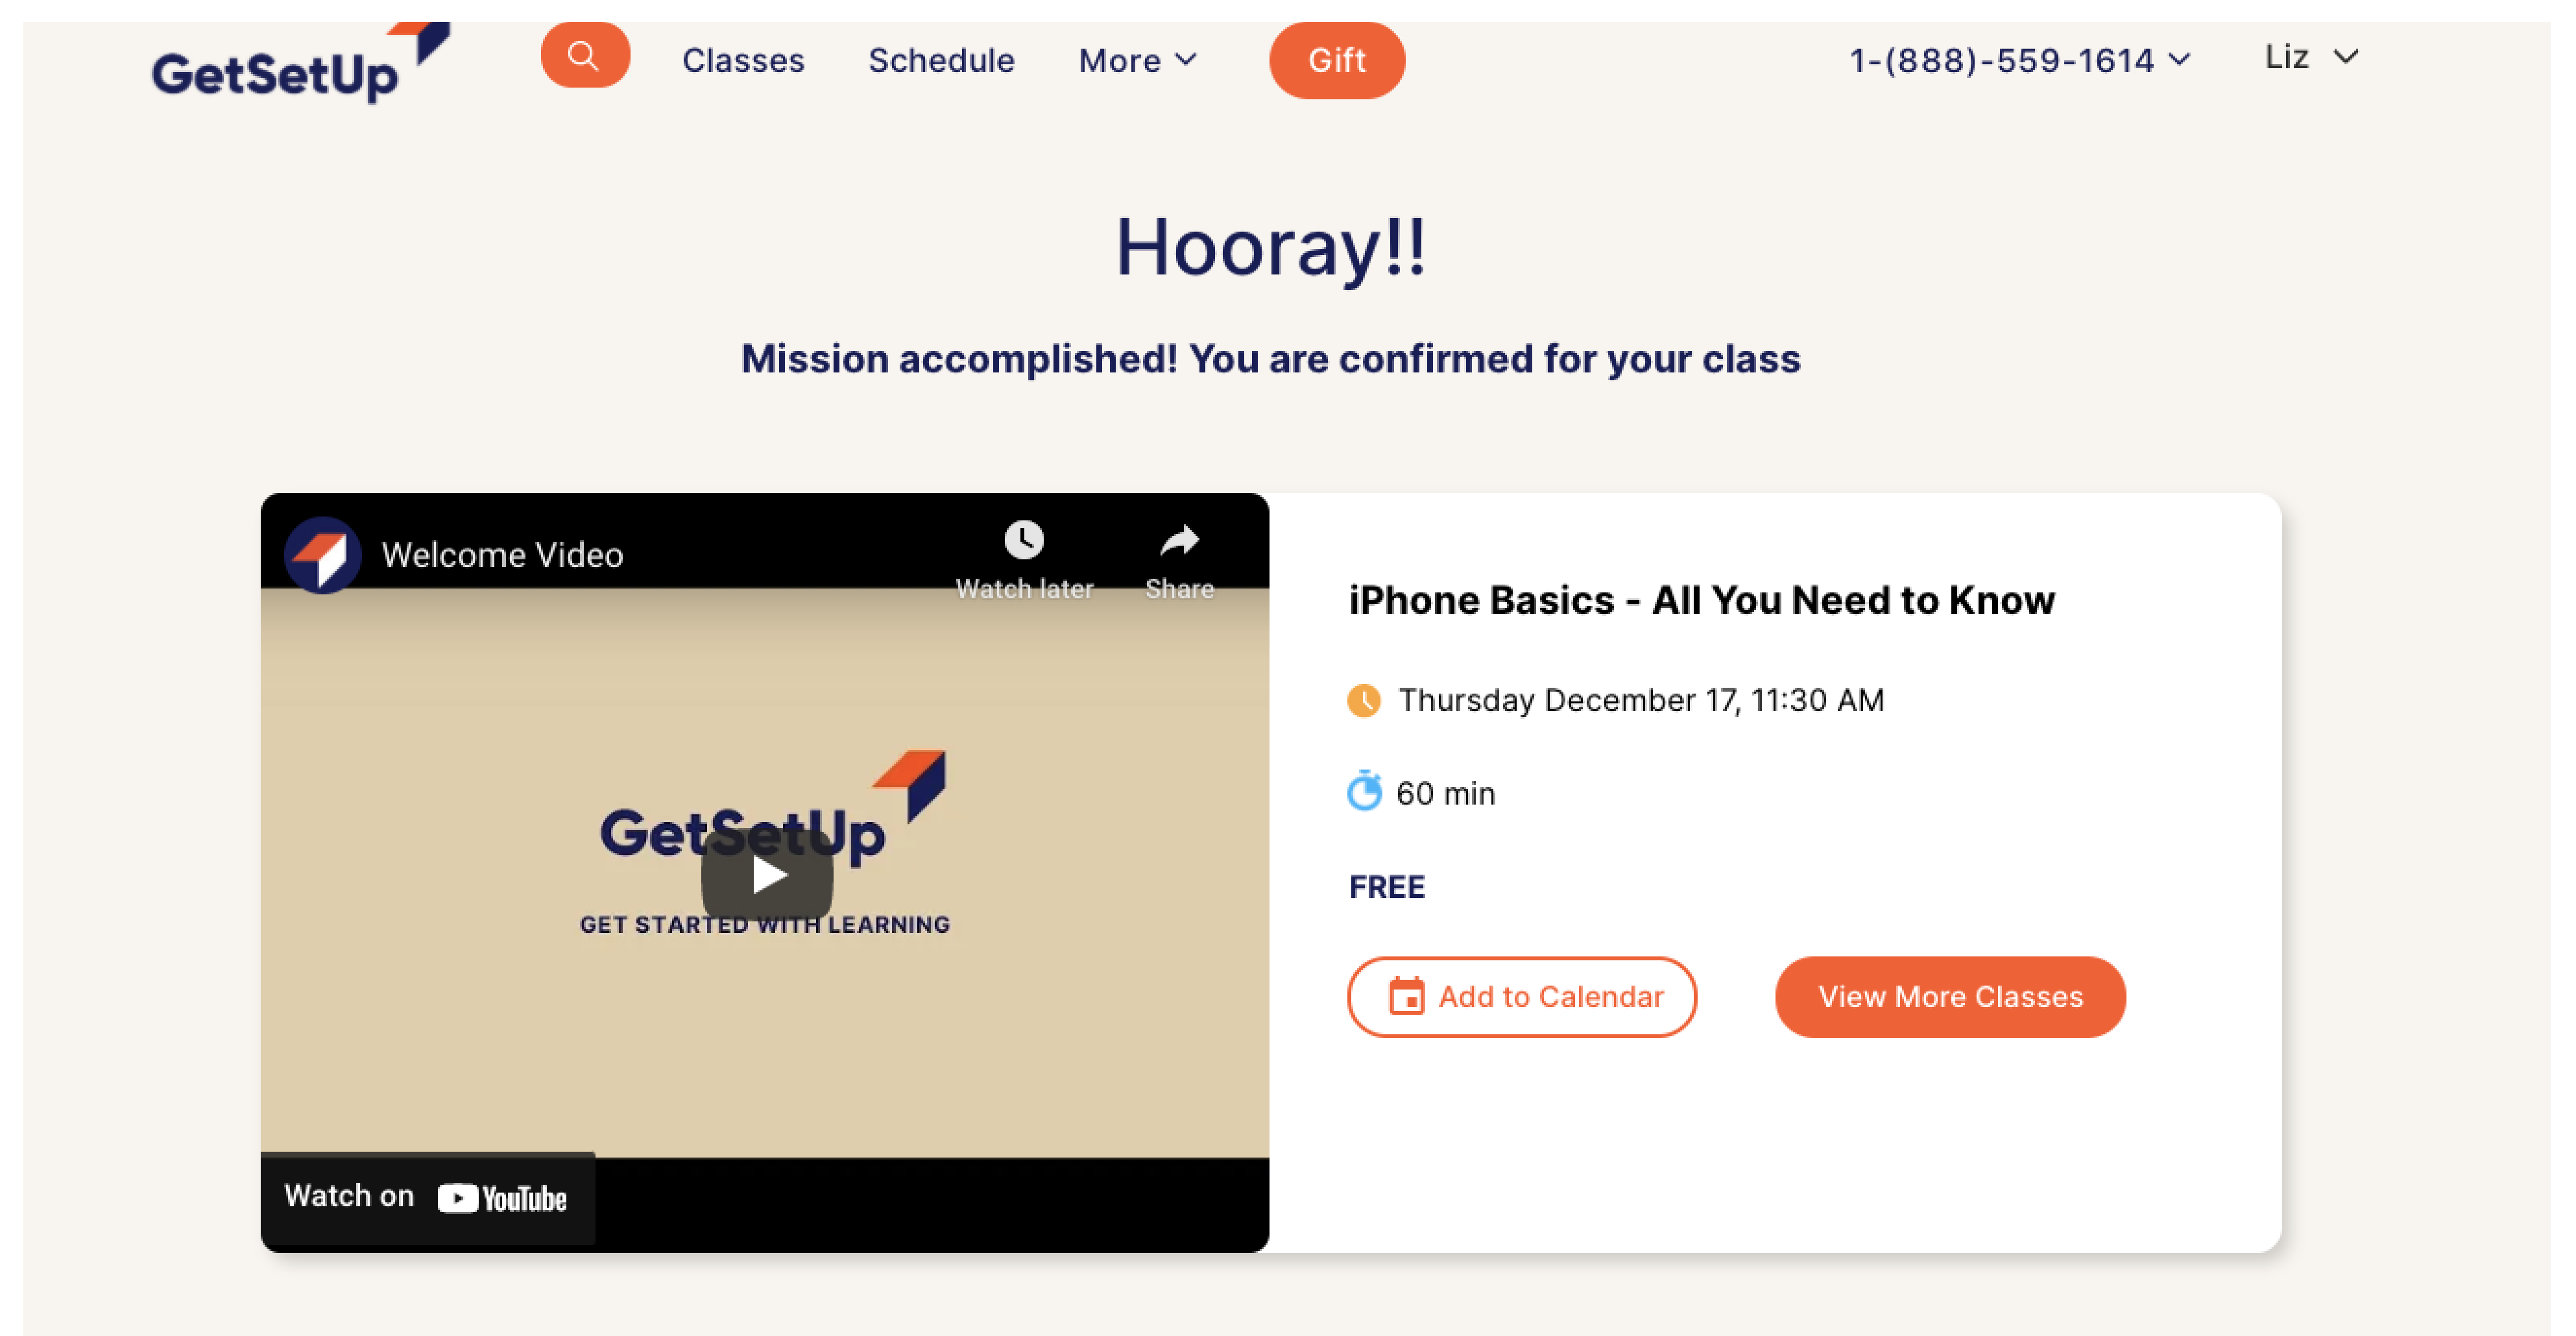 GetSetUp
Classes
Schedule
More
Gift
1-(888)-559-1614
Liz
Hooray!!
Mission accomplished! You are confirmed for your class
Welcome Video
Watch later
Share
GetSetUp
GET STARTED WITH LEARNING
Watch on YouTube
iPhone Basics - All You Need to Know
Thursday December 17, 11:30 AM
60 min
FREE
Add to Calendar
View More Classes